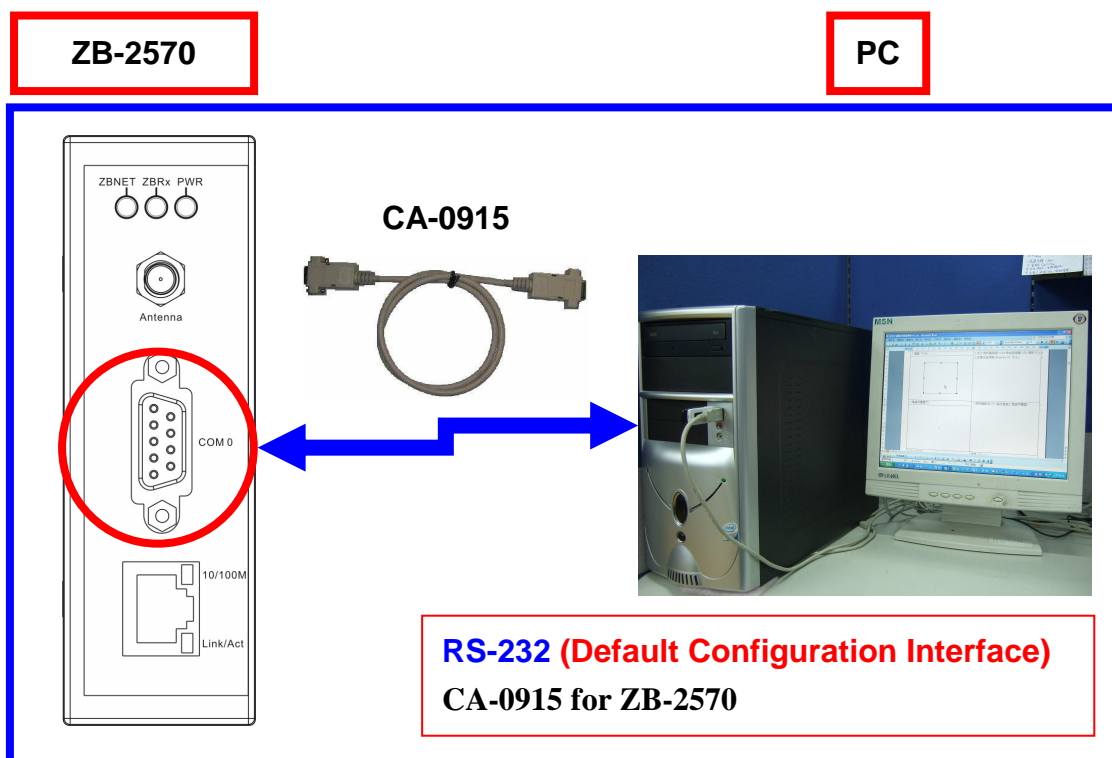 ZB-2570
PC
ZBNET ZBRx PWR
Antenna
COM 0
10/100M
Link/Act
CA-0915
MSN
RS-232 (Default Configuration Interface)
CA-0915 for ZB-2570